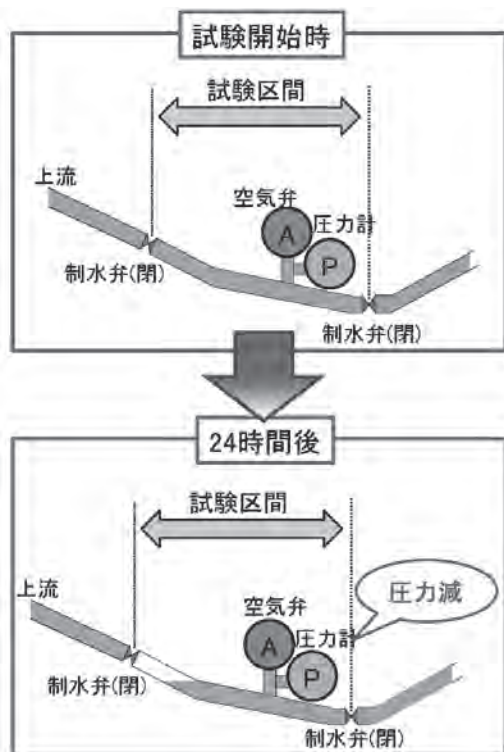 試験開始時
試験区間
上流
空気弁
A
圧力計
P
制水弁(閉)
制水弁(閉)
24時間後
試験区間
上流
空気弁
A
圧力計
P
圧力減
制水弁(閉)
制水弁(閉)